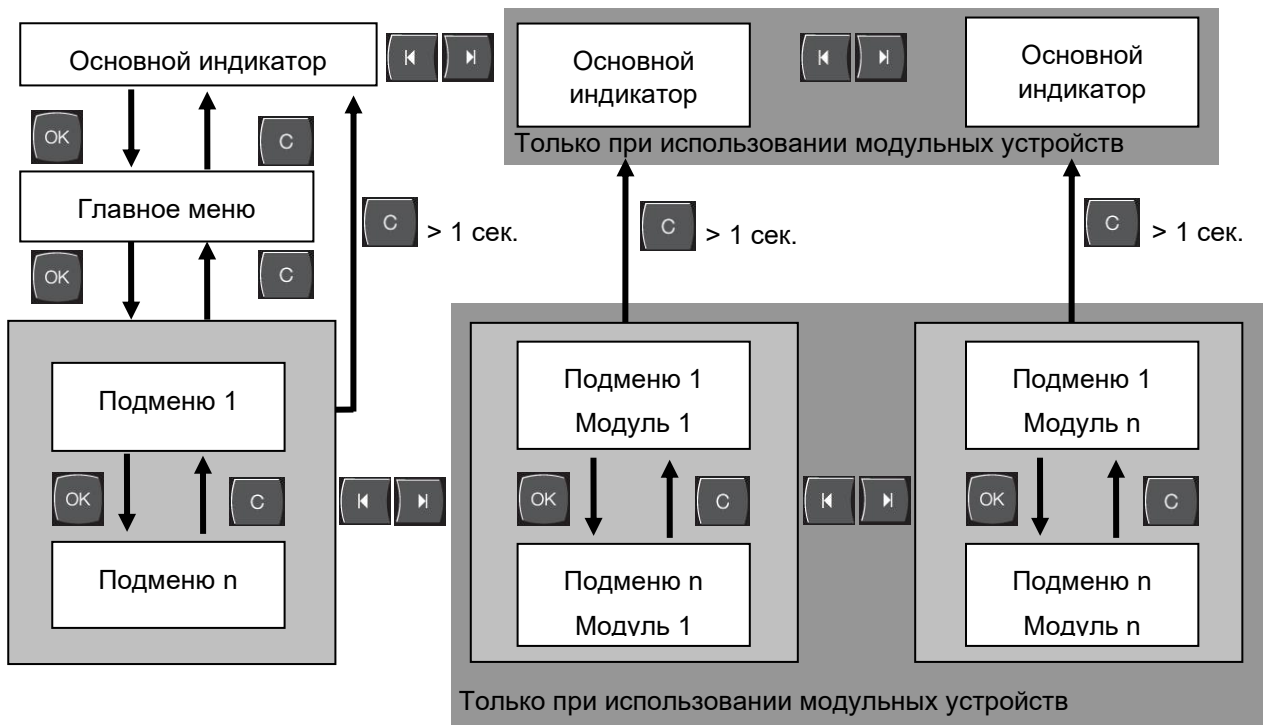 Основной индикатор
Основной
индикатор
Основной
индикатор
Только при использовании модульных устройств
OK
C
Главное меню
C > 1 сек.
C > 1 сек.
C > 1 сек.
OK
C
Подменю 1
Подменю 1
Модуль 1
Подменю 1
Модуль n
OK
C
OK
C
OK
C
Подменю n
Подменю n
Модуль 1
Подменю n
Модуль n
Только при использовании модульных устройств